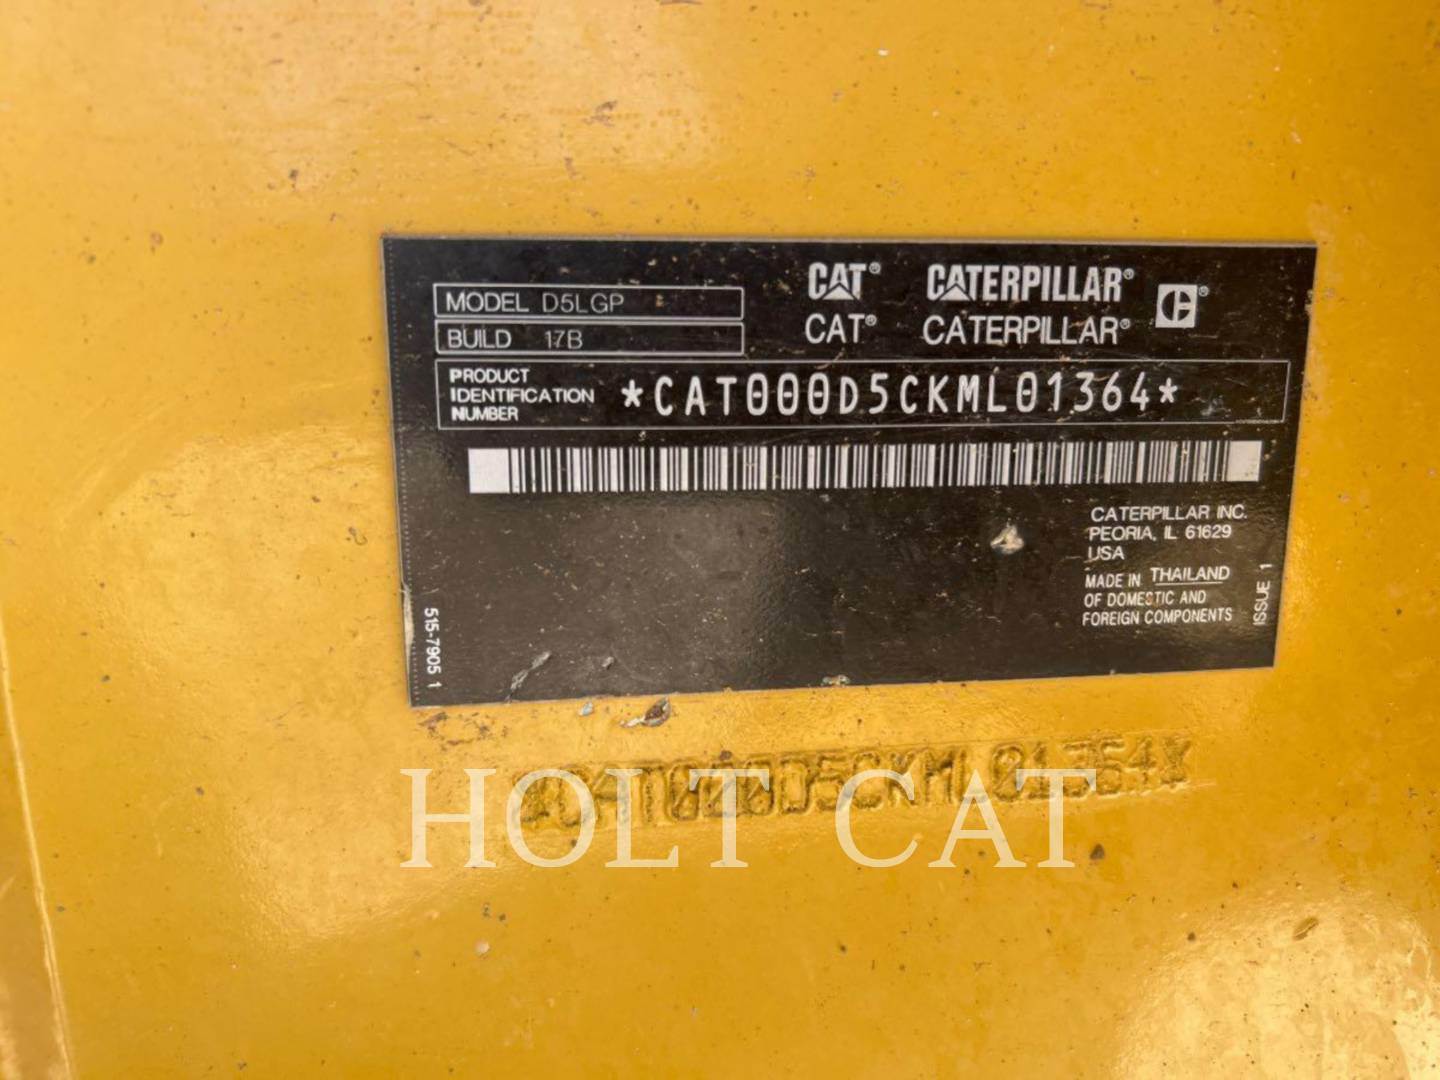 MODEL D5LGP
BUILD 17B
CAT® CATERPILLAR®
CAT® CATERPILLAR®
PRODUCT
IDENTIFICATION
NUMBER
*CAT000D5CKML01364*
CATERPILLAR INC.
PEORIA, IL 61629
USA
MADE IN THAILAND
OF DOMESTIC AND
FOREIGN COMPONENTS
ISSUE 1
515-7905 1
*CAT000D5CKML01364*
HOLT CAT